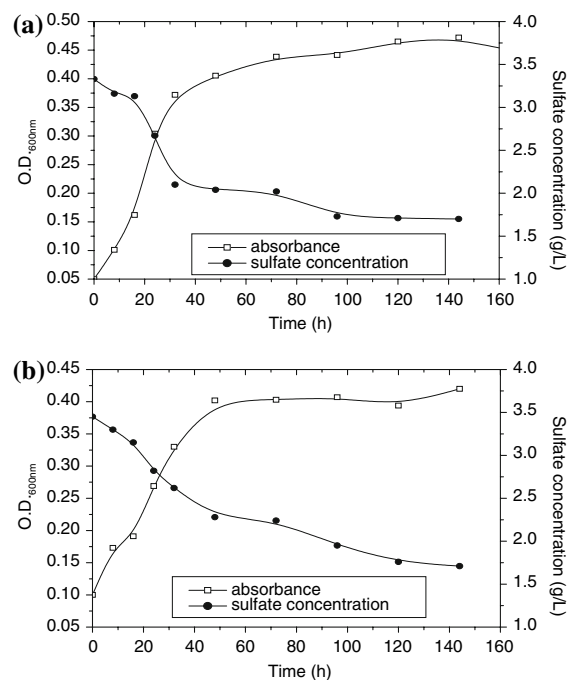 (a)
0.50
0.45
0.40
0.35
0.30
0.25
0.20
0.15
0.10
0.05
O.D.*600nm
4.0
3.5
3.0
2.5
2.0
1.5
1.0
Sulfate concentration (g/L)
absorbance
sulfate concentration
0 20 40 60 80 100 120 140 160
Time (h)
(b)
0.45
0.40
0.35
0.30
0.25
0.20
0.15
0.10
0.05
O.D.*600nm
4.0
3.5
3.0
2.5
2.0
1.5
1.0
Sulfate concentration (g/L)
absorbance
sulfate concentration
0 20 40 60 80 100 120 140 160
Time (h)